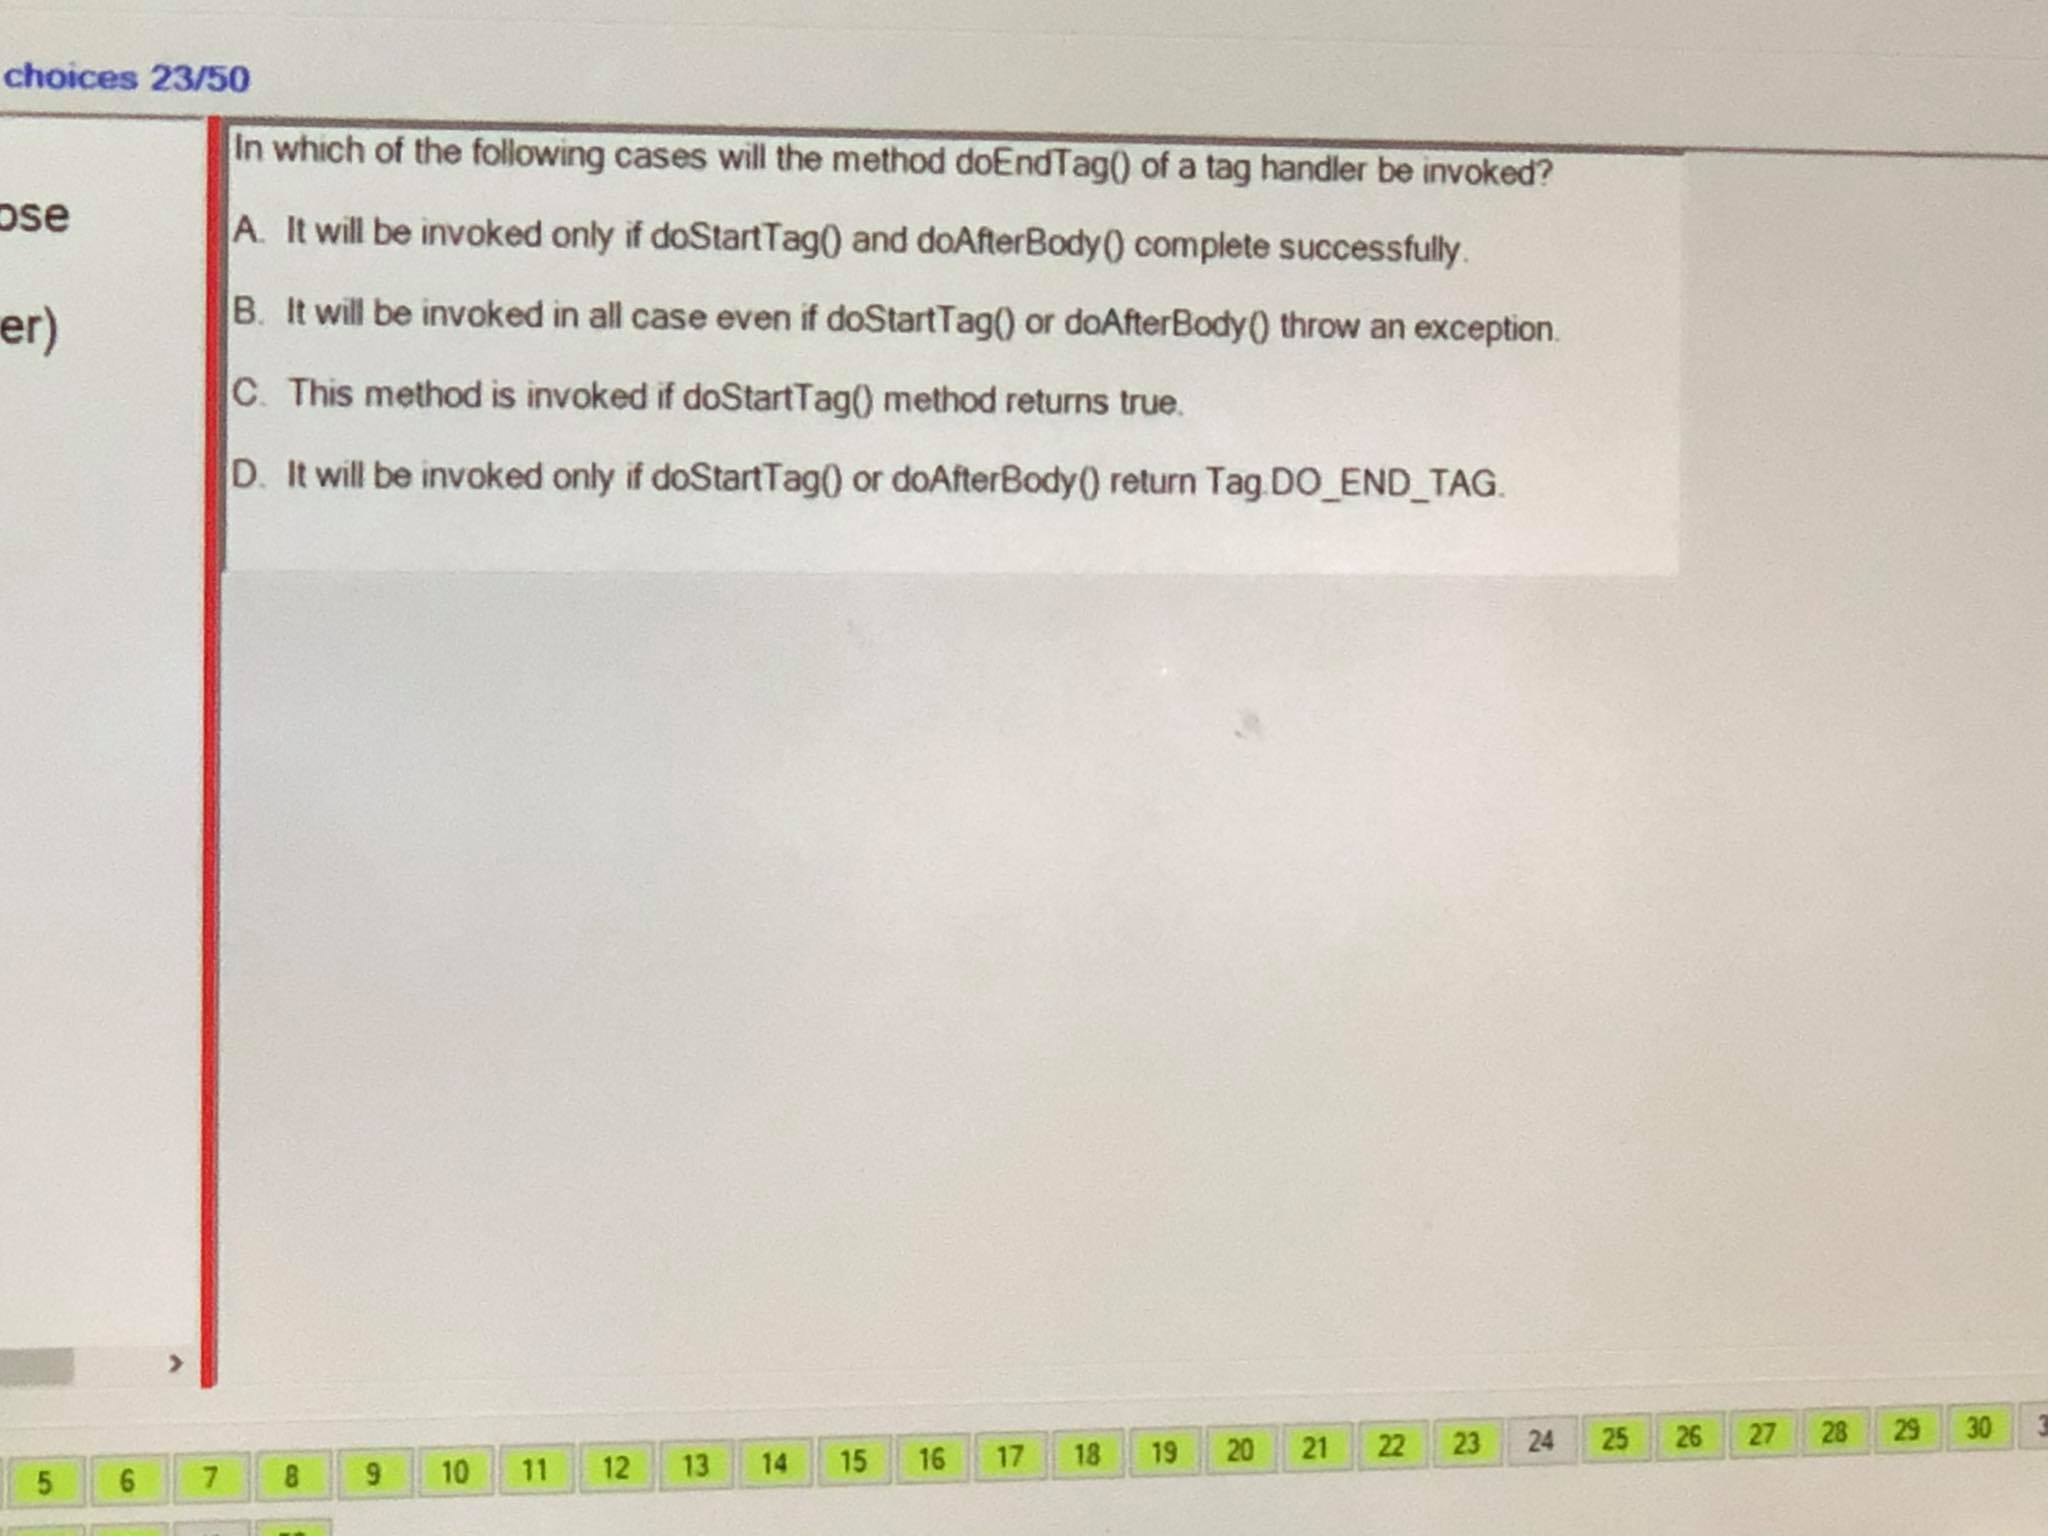 choices 23/50
ose
er)
In which of the following cases will the method doEndTag() of a tag handler be invoked?
A. It will be invoked only if doStartTag() and doAfterBody() complete successfully.
B. It will be invoked in all case even if doStartTag() or doAfterBody() throw an exception.
C. This method is invoked if doStartTag() method returns true.
D. It will be invoked only if doStartTag() or doAfterBody() return Tag.DO_END_TAG.
5 6 7 8 9 10 11 12 13 14 15 16 17 18 19 20 21 22 23 24 25 26 27 28 29 30 3